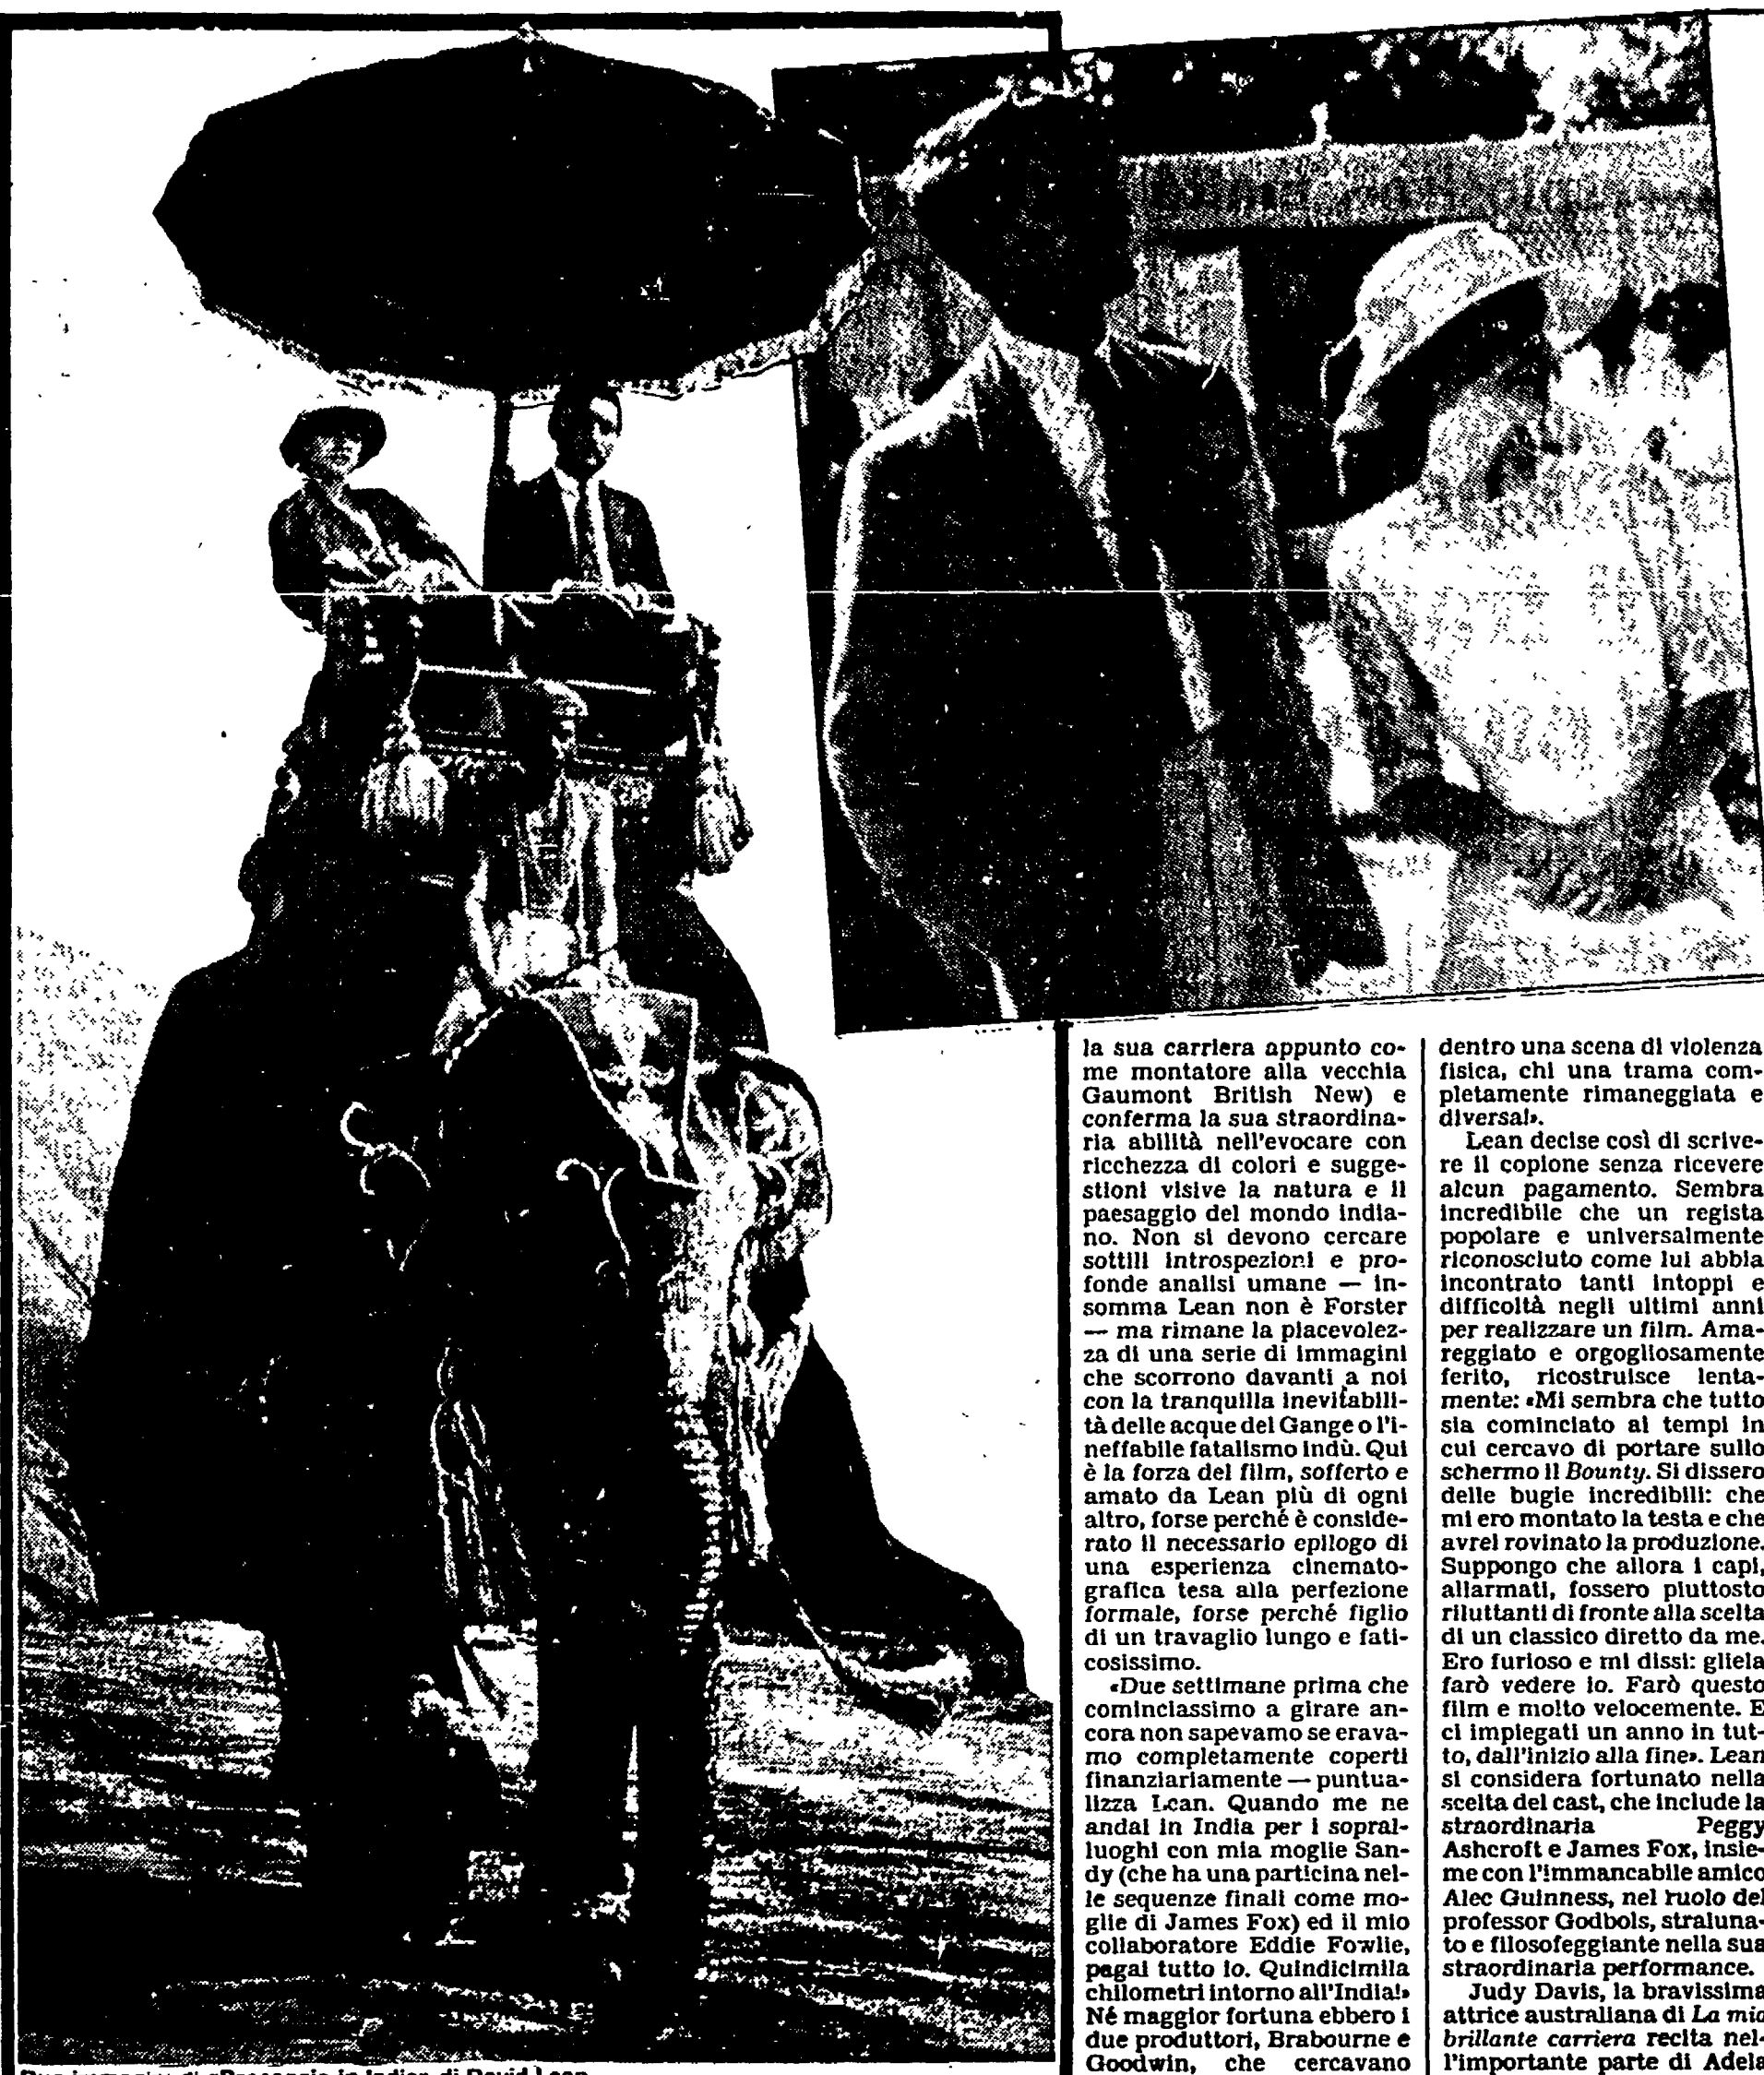 la sua carriera appunto co-
me montatore alla vecchia
Gaumont British New) e
conferma la sua straordina-
ria abilità nell'evocare con
ricchezza di colori e sugge-
stioni visive la natura e il
paesaggio del mondo india-
no. Non si devono cercare
sottili introspezioni e pro-
fonde analisi umane — in-
somma Lean non è Forster
— ma rimane la piacevolez-
za di una serie di immagini
che scorrono davanti a noi
con la tranquilla inevitabili-
tà delle acque del Gange o l'i-
neffabile fatalismo indù. Qui
è la forza del film, sofferto e
amato da Lean più di ogni
altro, forse perché è conside-
rato il necessario epilogo di
una esperienza cinemato-
grafica tesa alla perfezione
formale, forse perché figlio
di un travaglio lungo e fati-
cosissimo.
«Due settimane prima che
cominciassimo a girare an-
cora non sapevamo se erava-
mo completamente coperti
finanziariamente — puntua-
lizza Lean. Quando me ne
andai in India per i sopral-
luoghi con mia moglie San-
dy (che ha una particina nel-
le sequenze finali come mo-
glie di James Fox) ed il mio
collaboratore Eddie Fowlie,
pagai tutto io. Quindicimila
chilometri intorno all'India!»
Né maggior fortuna ebbero i
due produttori, Brabourne e
Goodwin, che cercavano
dentro una scena di violenza
fisica, chi una trama com-
pletamente rimaneggiata e
diversa!».
Lean decise così di scrive-
re il copione senza ricevere
alcun pagamento. Sembra
incredibile che un regista
popolare e universalmente
riconosciuto come lui abbia
incontrato tanti intoppi e
difficoltà negli ultimi anni
per realizzare un film. Ama-
reggiato e orgogliosamente
ferito, ricostruisce lenta-
mente: «Mi sembra che tutto
sia cominciato ai tempi in
cui cercavo di portare sullo
schermo il Bounty. Si dissero
delle bugie incredibili: che
mi ero montato la testa e che
avrei rovinato la produzione.
Suppongo che allora i capi,
allarmati, fossero piuttosto
riluttanti di fronte alla scelta
di un classico diretto da me.
Ero furioso e mi dissi: gliela
farò vedere io. Farò questo
film e molto velocemente. E
ci impiegati un anno in tut-
to, dall'inizio alla fine». Lean
si considera fortunato nella
scelta del cast, che include la
straordinaria Peggy
Ashcroft e James Fox, insie-
me con l'immancabile amico
Alec Guinness, nel ruolo del
professor Godbols, straluna-
to e filosofeggiante nella sua
straordinaria performance.
Judy Davis, la bravissima
attrice australiana di La mia
brillante carriera recita nel-
l'importante parte di Adela
Due immagini di «Passaggio in India» di David Lean